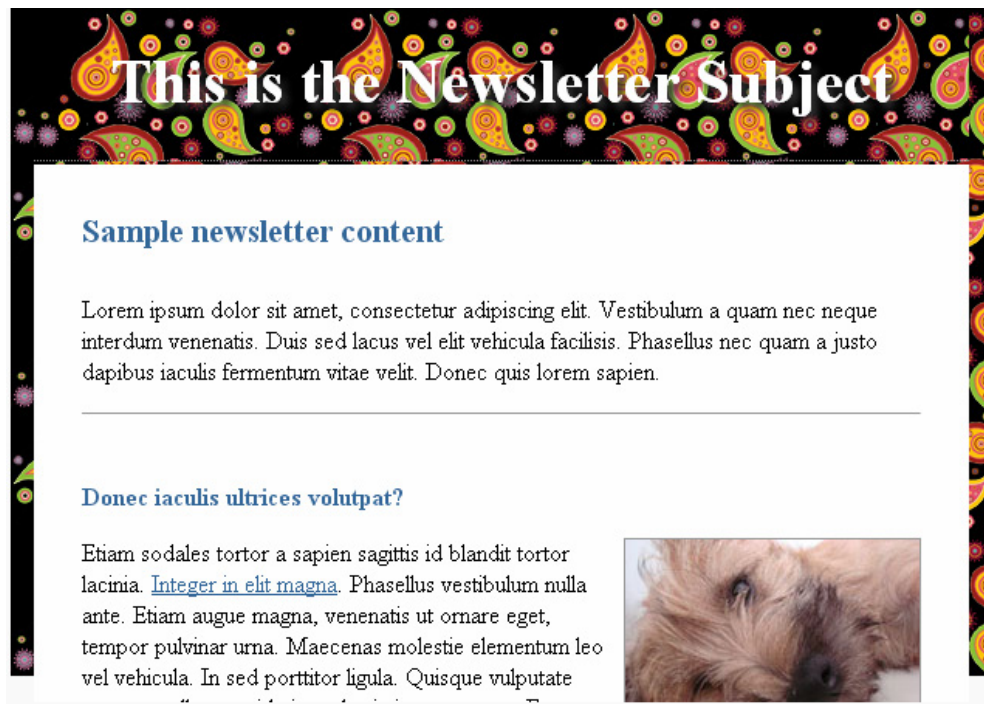 This is the Newsletter Subject
Sample newsletter content
Lorem ipsum dolor sit amet, consectetur adipiscing elit. Vestibulum a quam nec neque
interdum venenatis. Duis sed lacus vel elit vehicula facilisis. Phasellus nec quam a justo
dapibus iaculis fermentum vitae velit. Donec quis lorem sapien.
Donec iaculis ultrices volutpat?
Etiam sodales tortor a sapien sagittis id blandit tortor
lacinia. Integer in elit magna. Phasellus vestibulum nulla
ante. Etiam augue magna, venenatis ut ornare eget,
tempor pulvinar urna. Maecenas molestie elementum leo
vel vehicula. In sed porttitor ligula. Quisque vulputate